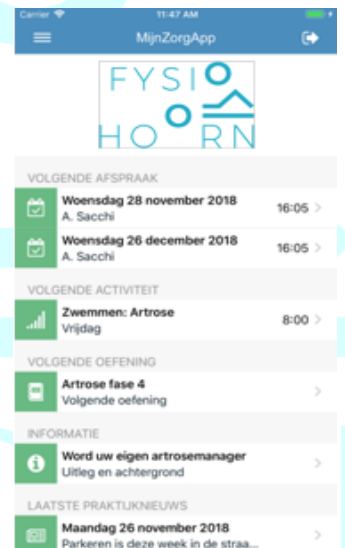 Carrier 11:47 AM
MijnZorgApp
FYSIO
HOORN
VOLGENDE AFSPRAAK
Woensdag 28 november 2018
A. Sacchi
16:05
Woensdag 26 december 2018
A. Sacchi
16:05
VOLGENDE ACTIVITEIT
Zwemmen: Artrose
Vrijdag
8:00
VOLGENDE OEFENING
Artrose fase 4
Volgende oefening
INFORMATIE
Word uw eigen artrosemanager
Uitleg en achtergrond
LAATSTE PRAKTIJKNIEUWS
Maandag 26 november 2018
Parkeren is deze week in de straa...